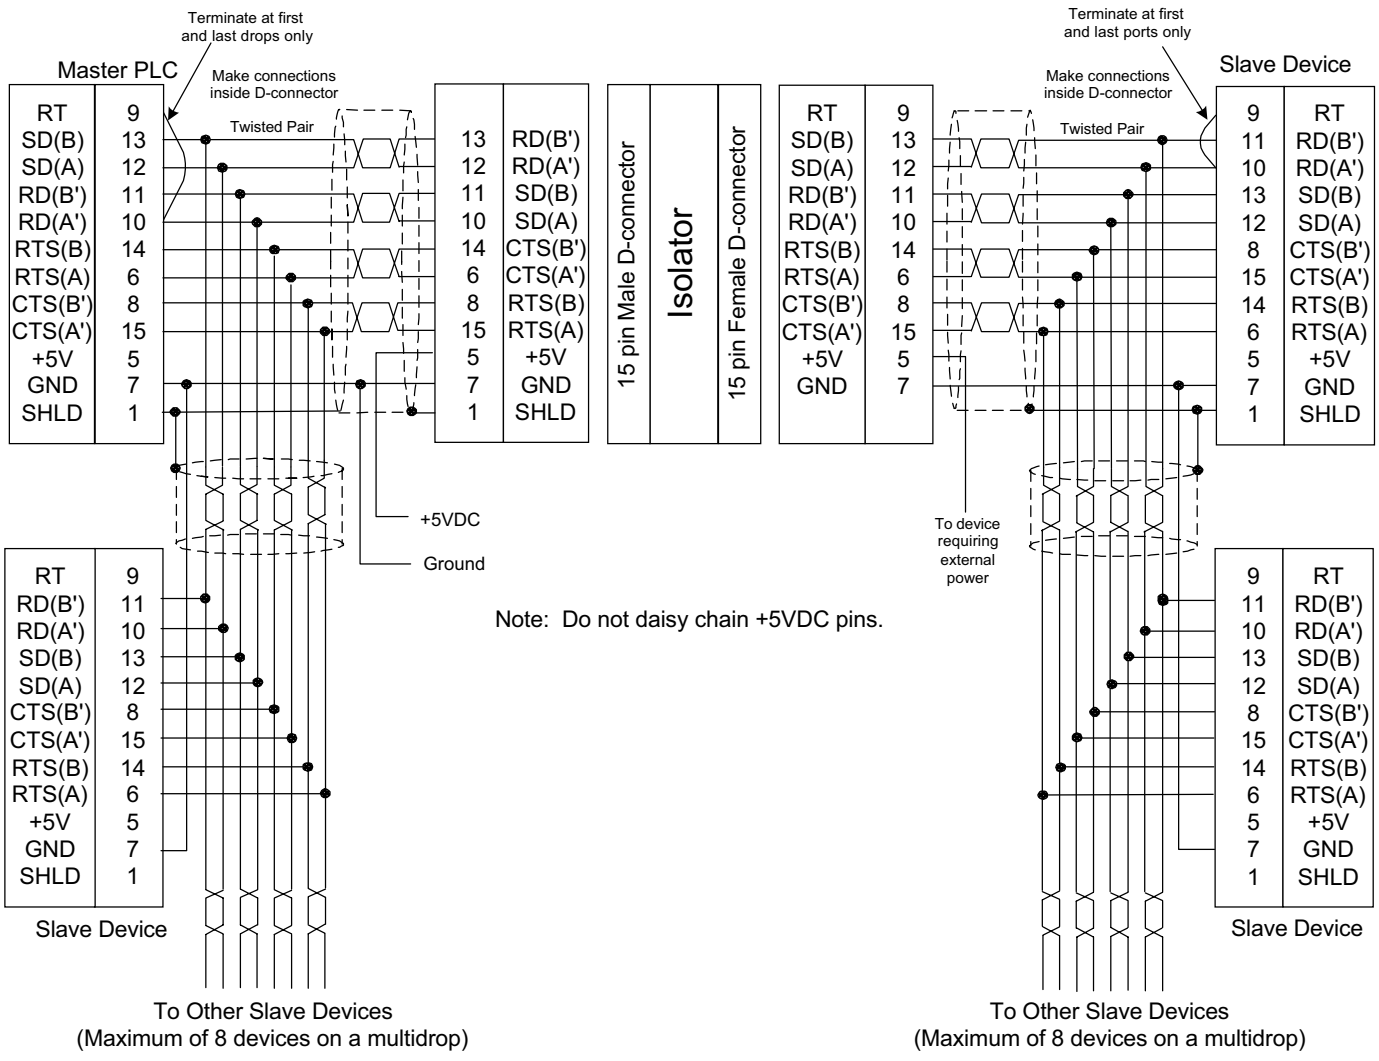 Terminate at first
and last drops only
Master PLC
Make connections
inside D-connector
Twisted Pair
RT 9
SD(B) 13
SD(A) 12
RD(B') 11
RD(A') 10
RTS(B) 14
RTS(A) 6
CTS(B') 8
CTS(A') 15
+5V 5
GND 7
SHLD 1
13 RD(B')
12 RD(A')
11 SD(B)
10 SD(A)
14 CTS(B')
6 CTS(A')
8 RTS(B)
15 RTS(A)
5 +5V
7 GND
1 SHLD
15 pin Male D-connector
Isolator
15 pin Female D-connector
RT 9
SD(B) 13
SD(A) 12
RD(B') 11
RD(A') 10
RTS(B) 14
RTS(A) 6
CTS(B') 8
CTS(A') 15
+5V 5
GND 7
Terminate at first
and last ports only
Slave Device
Make connections
inside D-connector
Twisted Pair
9 RT
11 RD(B')
10 RD(A')
13 SD(B)
12 SD(A)
8 CTS(B')
15 CTS(A')
14 RTS(B)
6 RTS(A)
5 +5V
7 GND
1 SHLD
+5VDC
Ground
To device
requiring
external
power
Note: Do not daisy chain +5VDC pins.
RT 9
RD(B') 11
RD(A') 10
SD(B) 13
SD(A) 12
CTS(B') 8
CTS(A') 15
RTS(B) 14
RTS(A) 6
+5V 5
GND 7
SHLD 1
Slave Device
9 RT
11 RD(B')
10 RD(A')
13 SD(B)
12 SD(A)
8 CTS(B')
15 CTS(A')
14 RTS(B)
6 RTS(A)
5 +5V
7 GND
1 SHLD
Slave Device
To Other Slave Devices
(Maximum of 8 devices on a multidrop)
To Other Slave Devices
(Maximum of 8 devices on a multidrop)